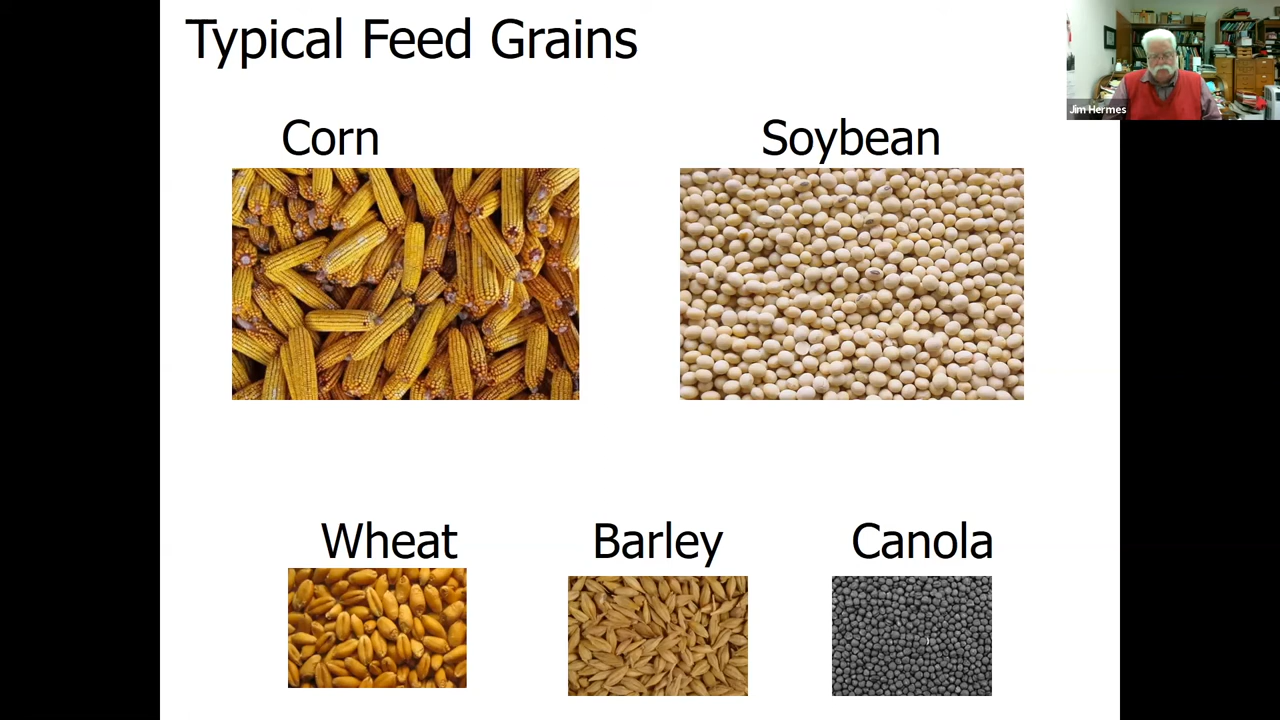 Typical Feed Grains
Jim Hermes
Corn
Soybean
Wheat
Barley
Canola